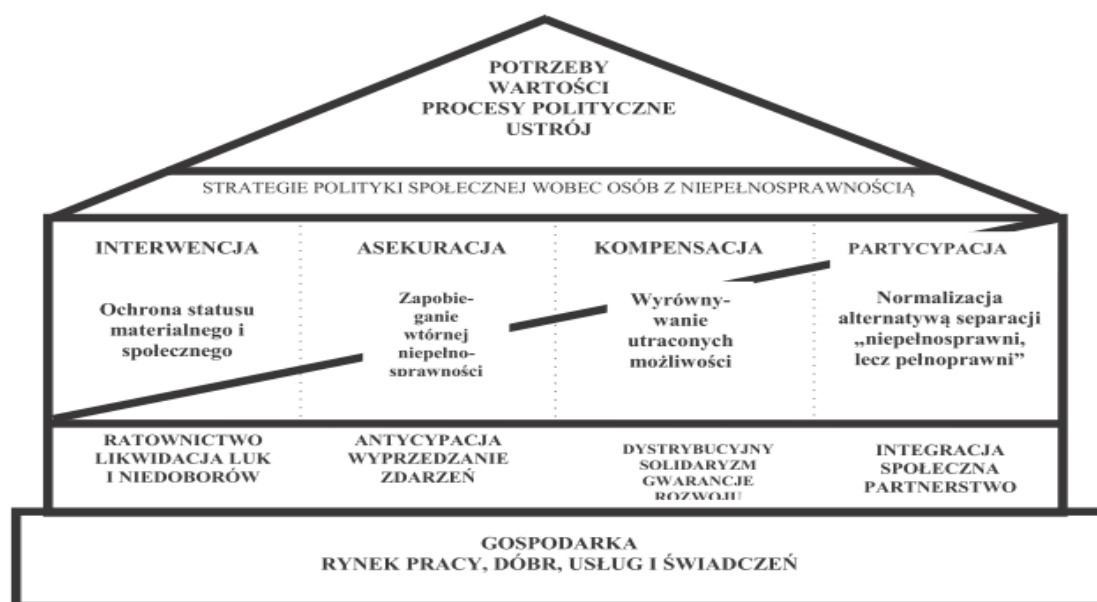 POTRZEBY
WARTOŚCI
PROCESY POLITYCZNE
USTRÓJ
STRATEGIE POLITYKI SPOŁECZNEJ WOBEC OSÓB Z NIEPEŁNOSPRAWNOŚCIĄ
INTERWENCJA
Ochrona statusu
materialnego i
społecznego
ASEKURACJA
Zapobie-
ganie
wtórnej
niepełno-
sprawności
KOMPENSACJA
Wyrówny-
wanie
utraconych
możliwości
PARTYCYPACJA
Normalizacja
alternatywą separacji
„niepełnosprawni,
lecz pełnoprawni”
RATOWNICTWO
LIKWIDACJA LUK
I NIEDOBORÓW
ANTYCYPACJA
WYPRZEDZANIE
ZDARZEŃ
DYSTRYBUCYJNY
SOLIDARYZM
GWARANCJE
ROZWOJU
INTEGRACJA
SPOŁECZNA
PARTNERSTWO
GOSPODARKA
RYNEK PRACY, DÓBR, USŁUG I ŚWIADCZEŃ